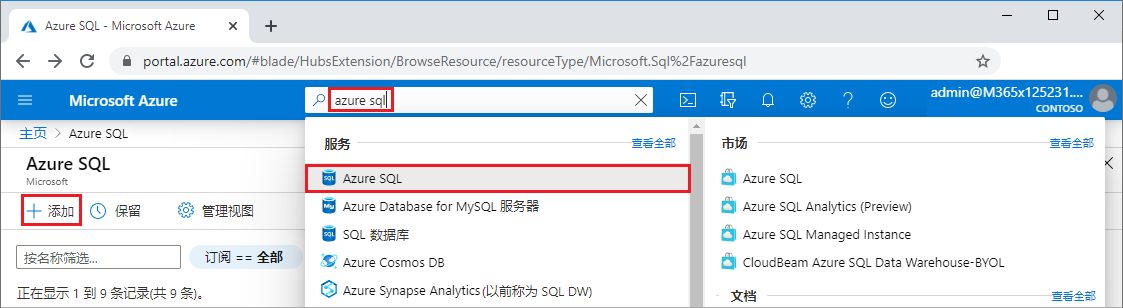 Azure SQL - Microsoft Azure
portal.azure.com/#blade/HubsExtension/BrowseResource/resourceType/Microsoft.Sql%2Fazuresql
Microsoft Azure
azure sql
admin@M365x125231....
CONTOSO
主页 > Azure SQL
Azure SQL
Microsoft
添加
保留
管理视图
按名称筛选...
订阅 == 全部
正在显示 1 到 9 条记录(共 9 条)。
服务
查看全部
Azure SQL
Azure Database for MySQL 服务器
SQL 数据库
Azure Cosmos DB
Azure Synapse Analytics (以前称为 SQL DW)
市场
查看全部
Azure SQL
Azure SQL Analytics (Preview)
Azure SQL Managed Instance
CloudBeam Azure SQL Data Warehouse-BYOL
文档
查看全部